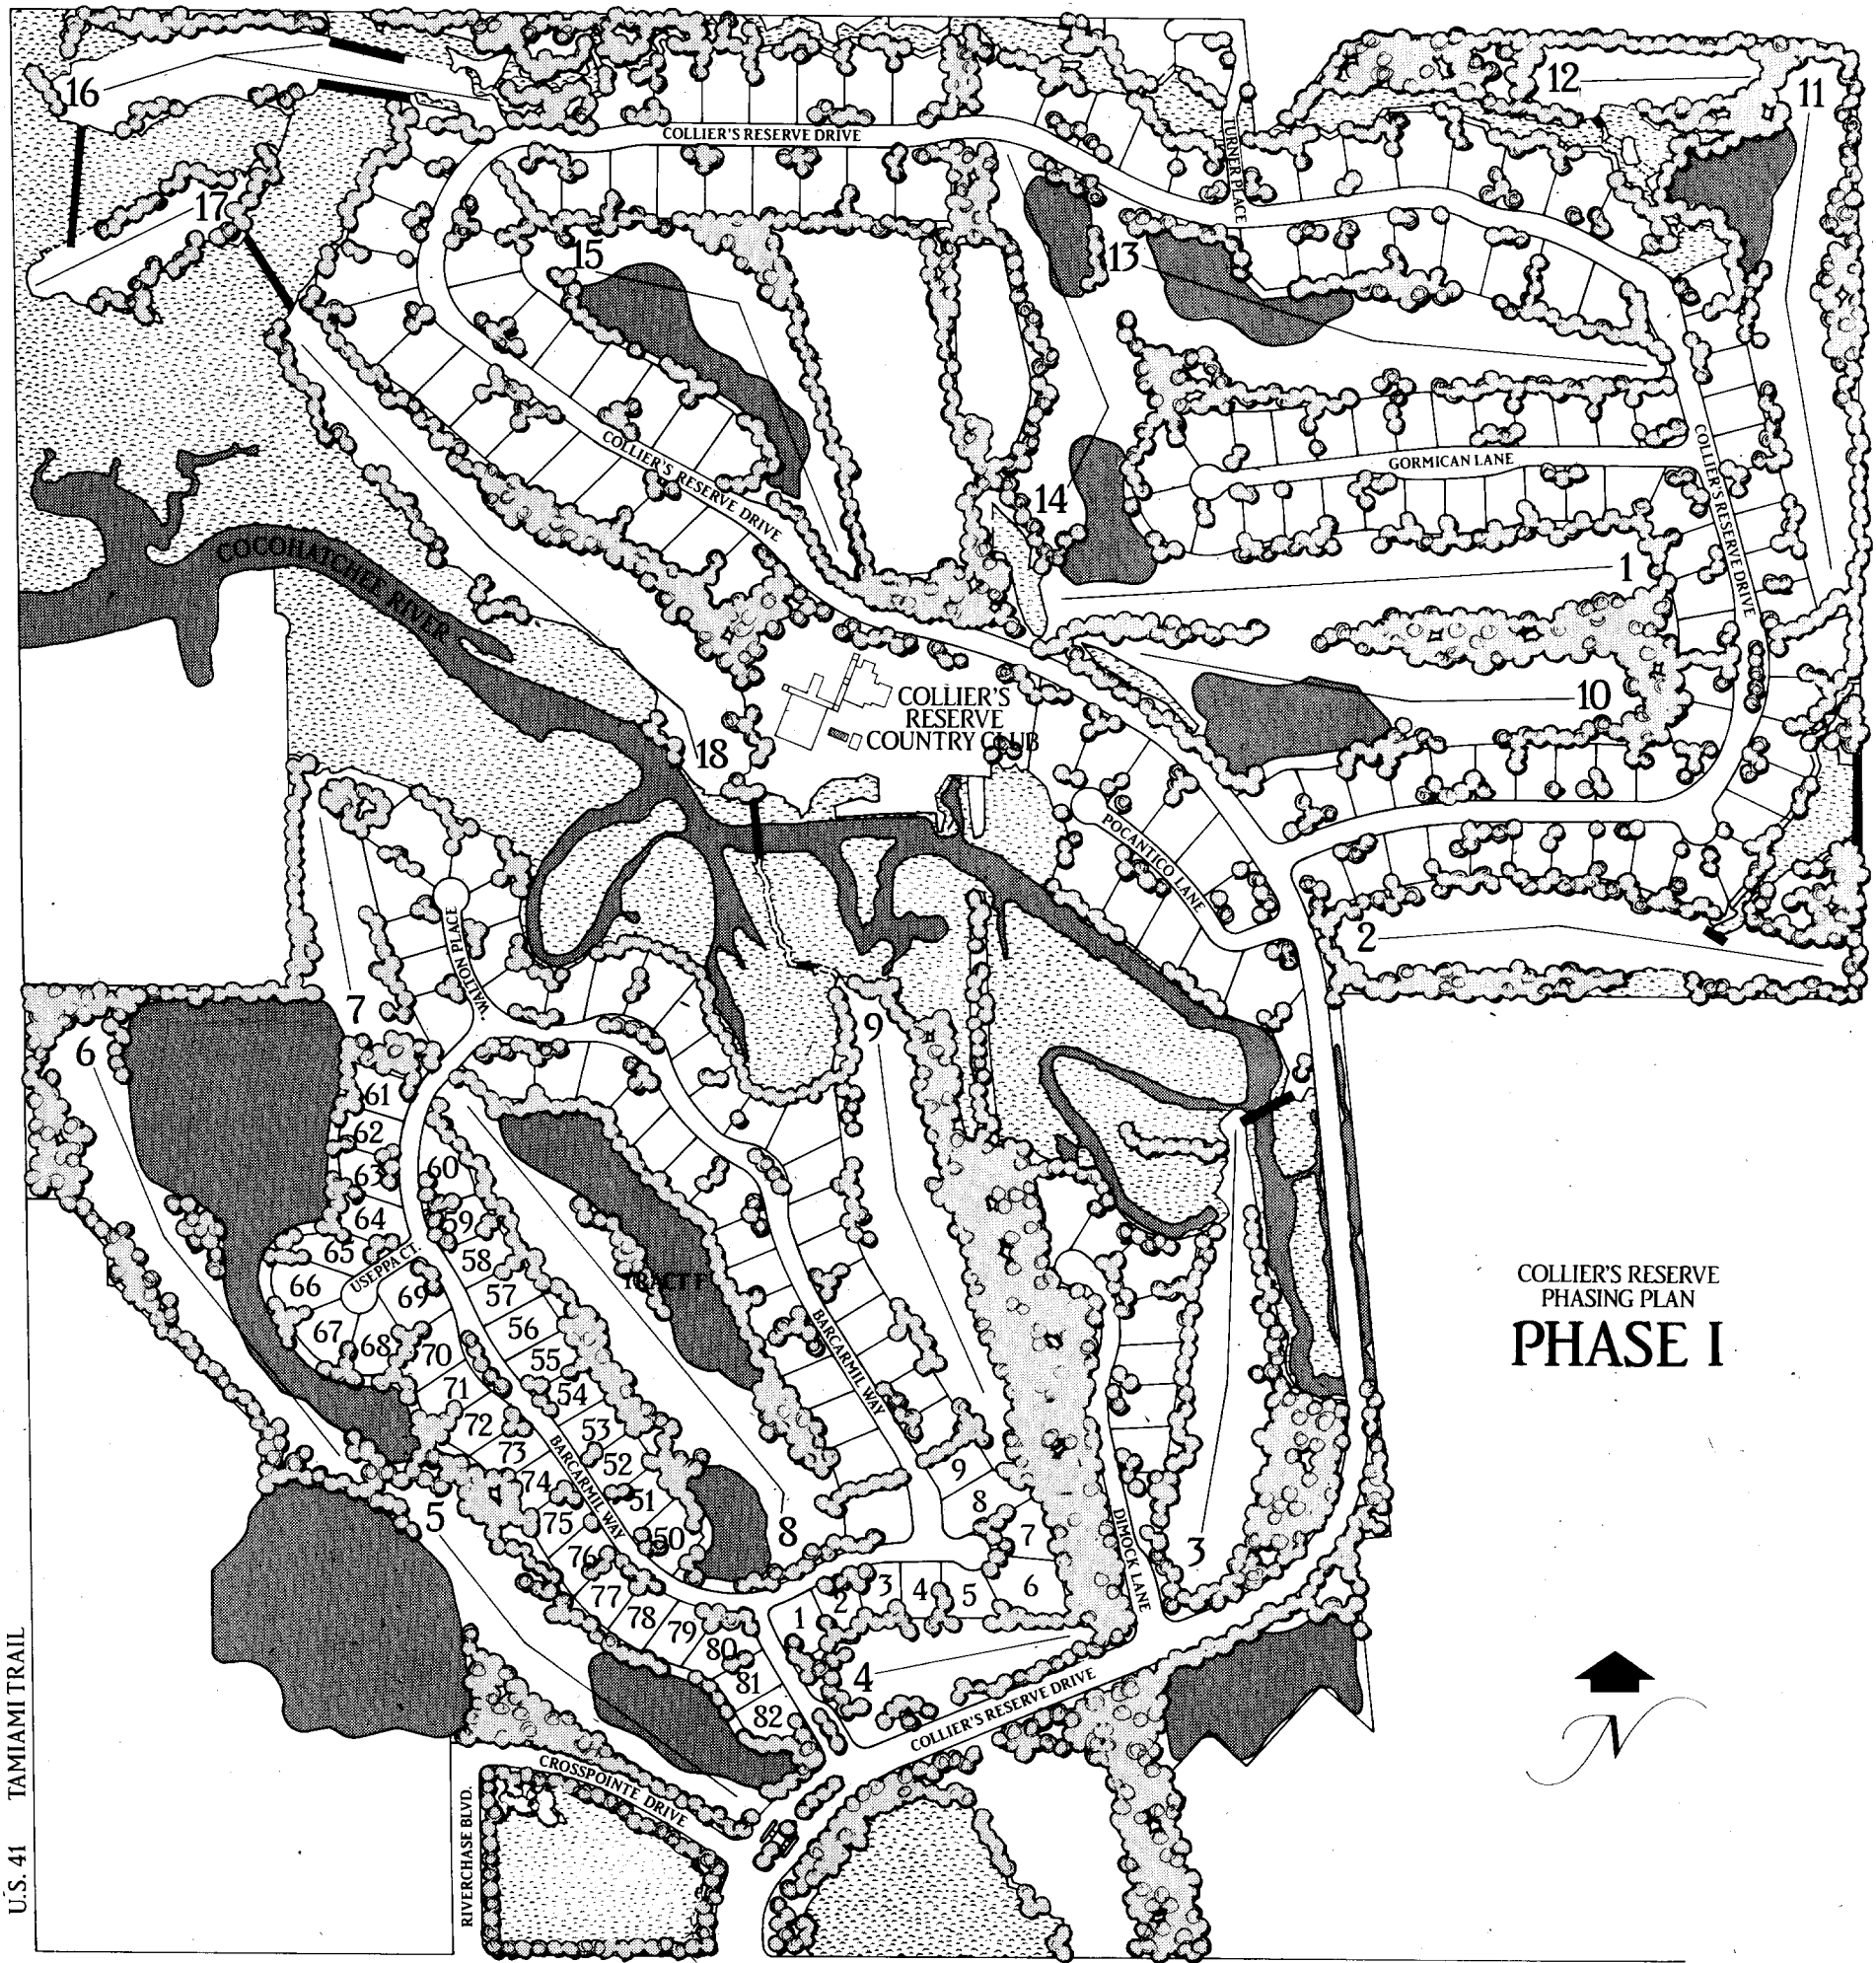 16
12
11
COLLIER'S RESERVE DRIVE
TURNER PLACE
17
15
13
COLLIER'S RESERVE DRIVE
GORMICAN LANE
COLLIER'S RESERVE DRIVE
14
COCOHATCHEE RIVER
1
10
COLLIER'S
RESERVE
COUNTRY CLUB
18
POCANTICO LANE
WALTON PLACE
2
7
9
6
61
62
63
60
64
59
65
USEPPA CT.
58
66
69
57
TRACT F
67
68
70
56
BARCARMIL WAY
55
71
54
72
53
73
52
BARCARMIL WAY
74
51
9
8
5
75
50
8
7
DIMOCK LANE
3
76
77
78
79
80
81
82
1
2
3
4
5
6
4
COLLIER'S RESERVE DRIVE
CROSSPOINTE DRIVE
RIVERCHASE BLVD.
U.S. 41 TAMIAMI TRAIL
COLLIER'S RESERVE
PHASING PLAN
PHASE I
N